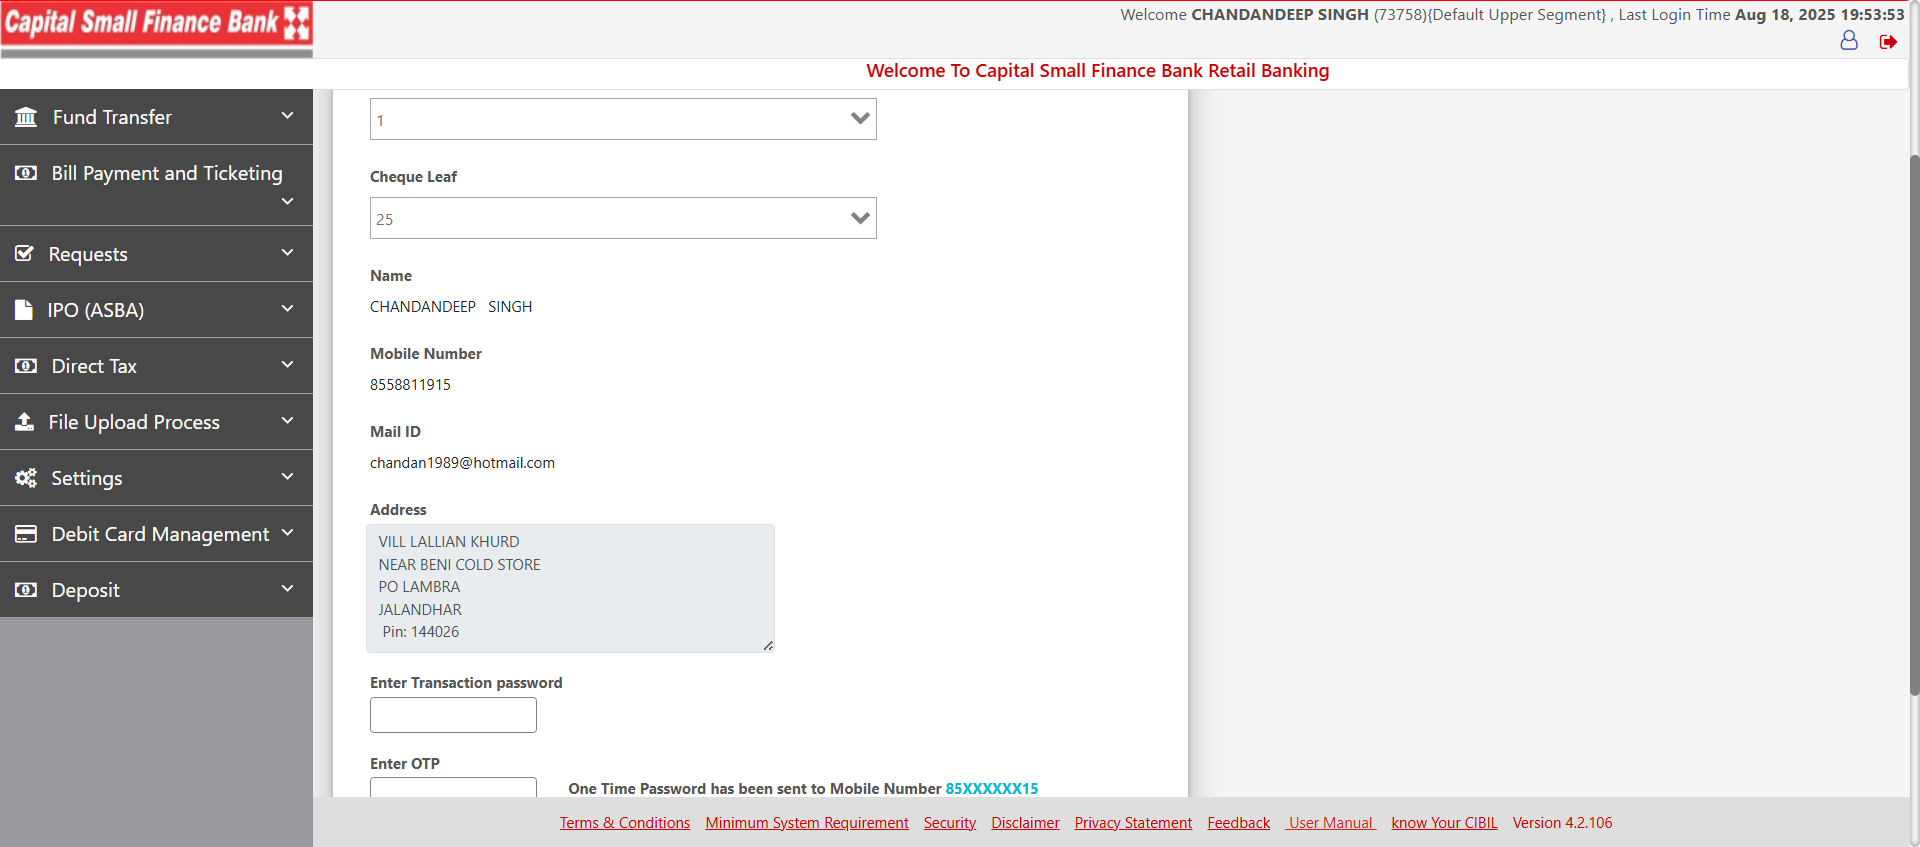 Capital Small Finance Bank
Welcome CHANDANDEEP SINGH (73758){Default Upper Segment} , Last Login Time Aug 18, 2025 19:53:53
Welcome To Capital Small Finance Bank Retail Banking
Fund Transfer
Bill Payment and Ticketing
Requests
IPO (ASBA)
Direct Tax
File Upload Process
Settings
Debit Card Management
Deposit
1
Cheque Leaf
25
Name
CHANDANDEEP SINGH
Mobile Number
8558811915
Mail ID
chandan1989@hotmail.com
Address
VILL LALLIAN KHURD
NEAR BENI COLD STORE
PO LAMBRA
JALANDHAR
Pin: 144026
Enter Transaction password
Enter OTP
One Time Password has been sent to Mobile Number 85XXXXXX15
Terms & Conditions Minimum System Requirement Security Disclaimer Privacy Statement Feedback User Manual know Your CIBIL Version 4.2.106